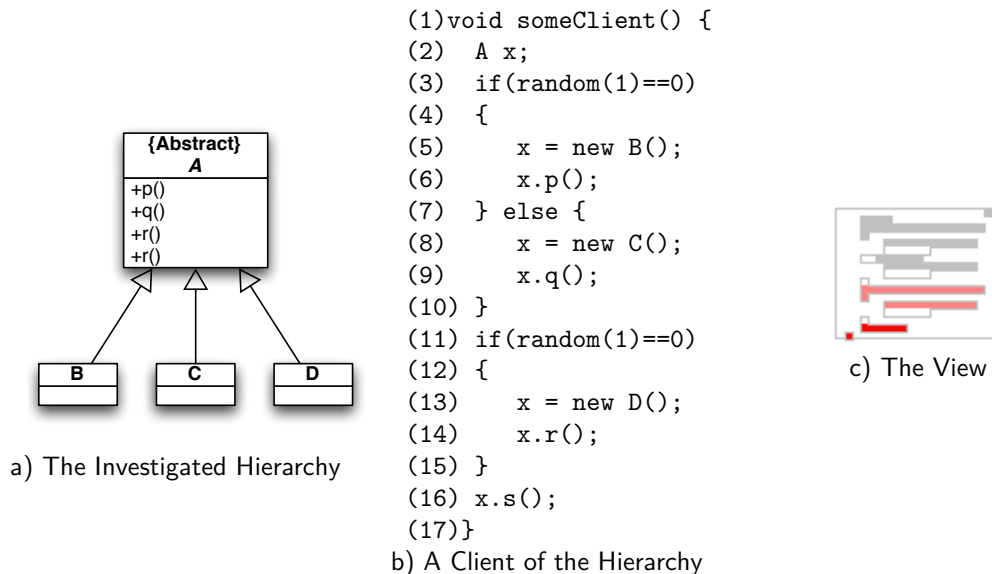 {Abstract}
A
+p()
+q()
+r()
+r()
B
C
D
a) The Investigated Hierarchy
(1)void someClient() {
(2) A x;
(3) if(random(1)==0)
(4) {
(5) x = new B();
(6) x.p();
(7) } else {
(8) x = new C();
(9) x.q();
(10) }
(11) if(random(1)==0)
(12) {
(13) x = new D();
(14) x.r();
(15) }
(16) x.s();
(17)}
b) A Client of the Hierarchy
c) The View